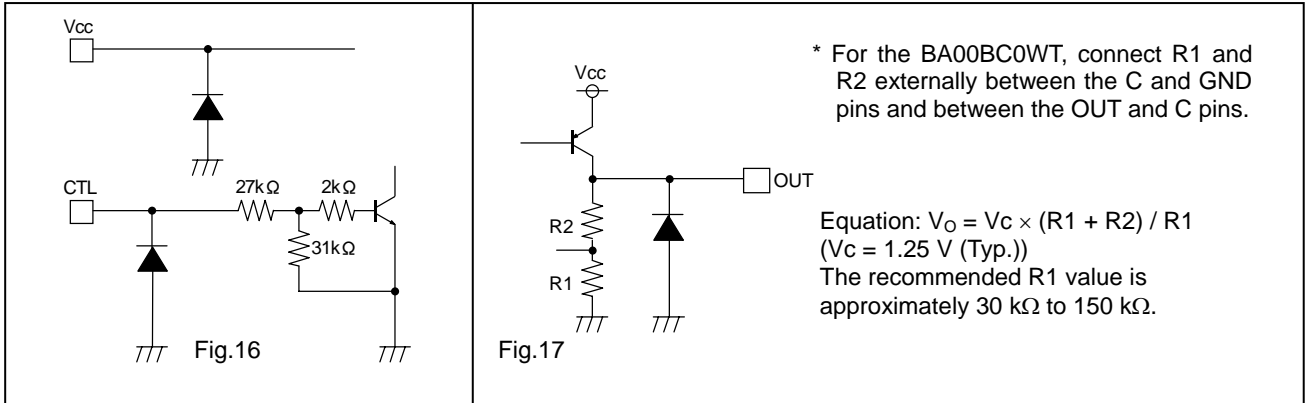 Vcc
CTL
27kΩ
2kΩ
31kΩ
Fig.16
Vcc
OUT
R2
R1
Fig.17
* For the BA00BC0WT, connect R1 and
R2 externally between the C and GND
pins and between the OUT and C pins.
Equation: VO = Vc × (R1 + R2) / R1
(Vc = 1.25 V (Typ.))
The recommended R1 value is
approximately 30 kΩ to 150 kΩ.